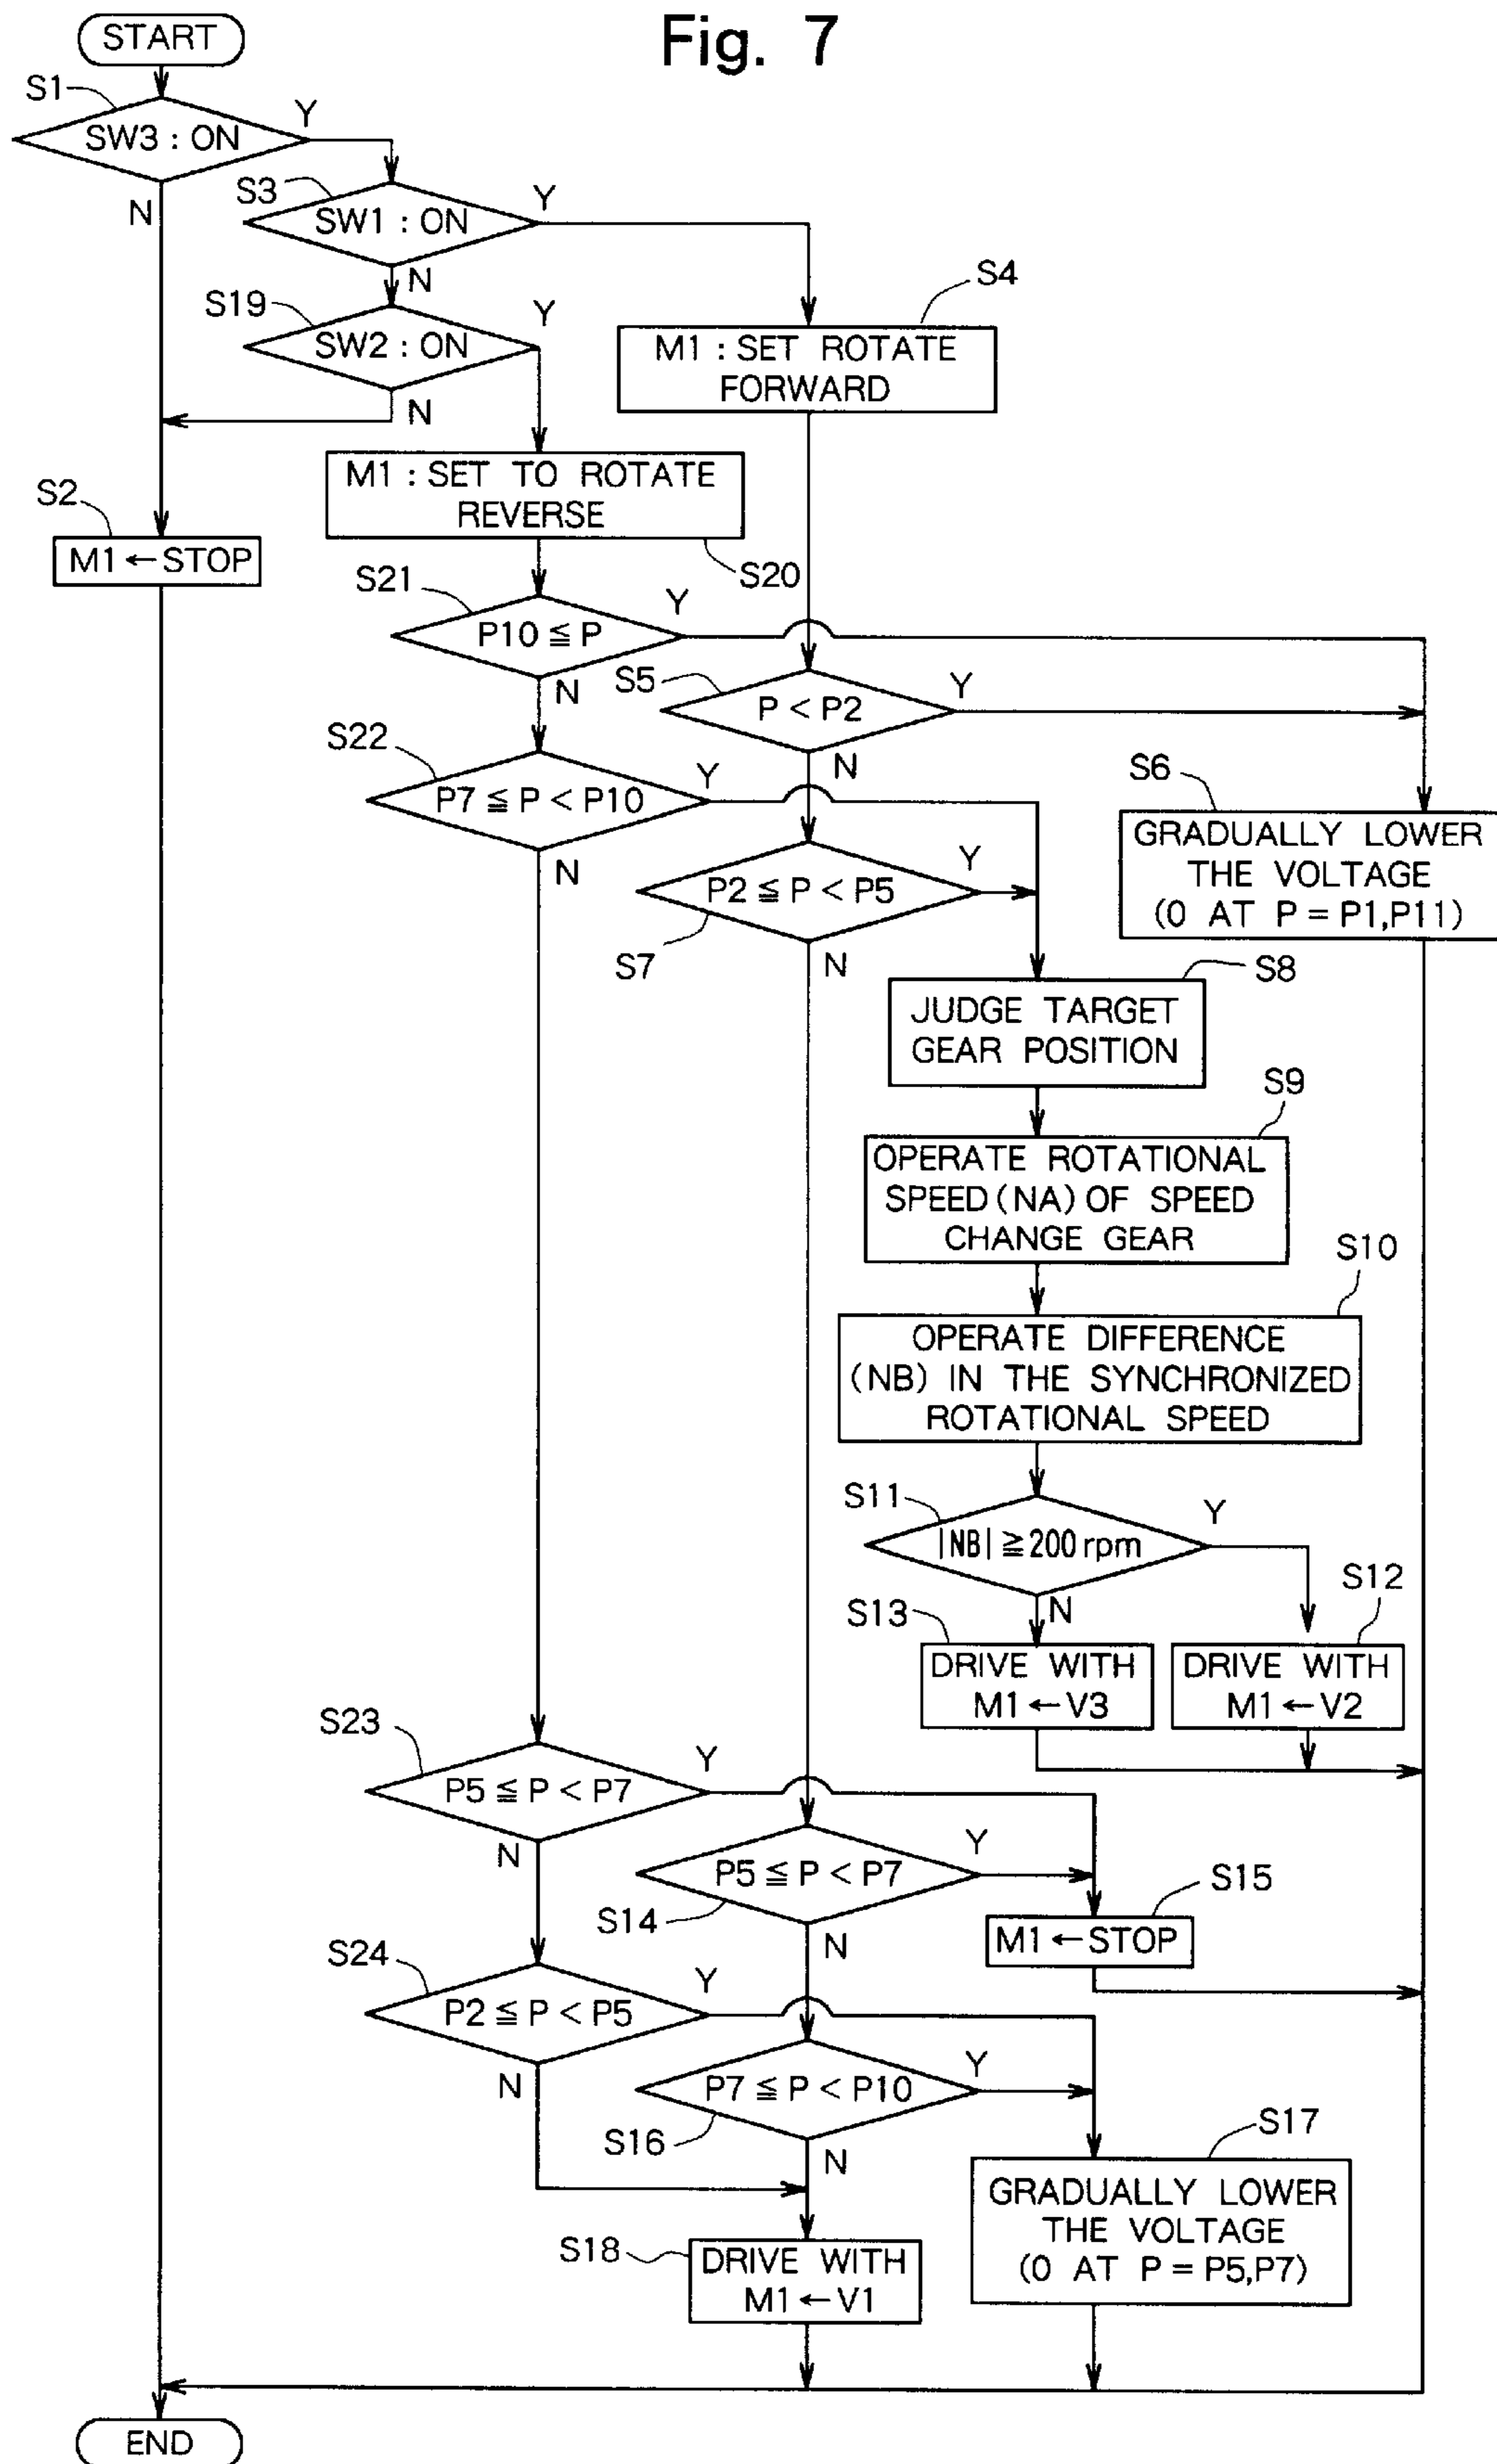 Fig. 7
START
S1
SW3 : ON
Y
N
S3
SW1 : ON
Y
N
S19
SW2 : ON
Y
N
S4
M1 : SET ROTATE
FORWARD
M1 : SET TO ROTATE
REVERSE
S20
S2
M1 ← STOP
S21
P10 ≦ P
Y
N
S5
P < P2
Y
N
S22
P7 ≦ P < P10
Y
N
S6
GRADUALLY LOWER
THE VOLTAGE
(0 AT P = P1,P11)
P2 ≦ P < P5
Y
S7
N
S8
JUDGE TARGET
GEAR POSITION
S9
OPERATE ROTATIONAL
SPEED (NA) OF SPEED
CHANGE GEAR
S10
OPERATE DIFFERENCE
(NB) IN THE SYNCHRONIZED
ROTATIONAL SPEED
S11
|NB| ≧ 200 rpm
Y
N
S13
DRIVE WITH
M1 ← V3
S12
DRIVE WITH
M1 ← V2
S23
P5 ≦ P < P7
Y
N
P5 ≦ P < P7
Y
S14
N
S15
M1 ← STOP
S24
P2 ≦ P < P5
Y
N
P7 ≦ P < P10
Y
S16
N
S17
GRADUALLY LOWER
THE VOLTAGE
(0 AT P = P5,P7)
S18
DRIVE WITH
M1 ← V1
END